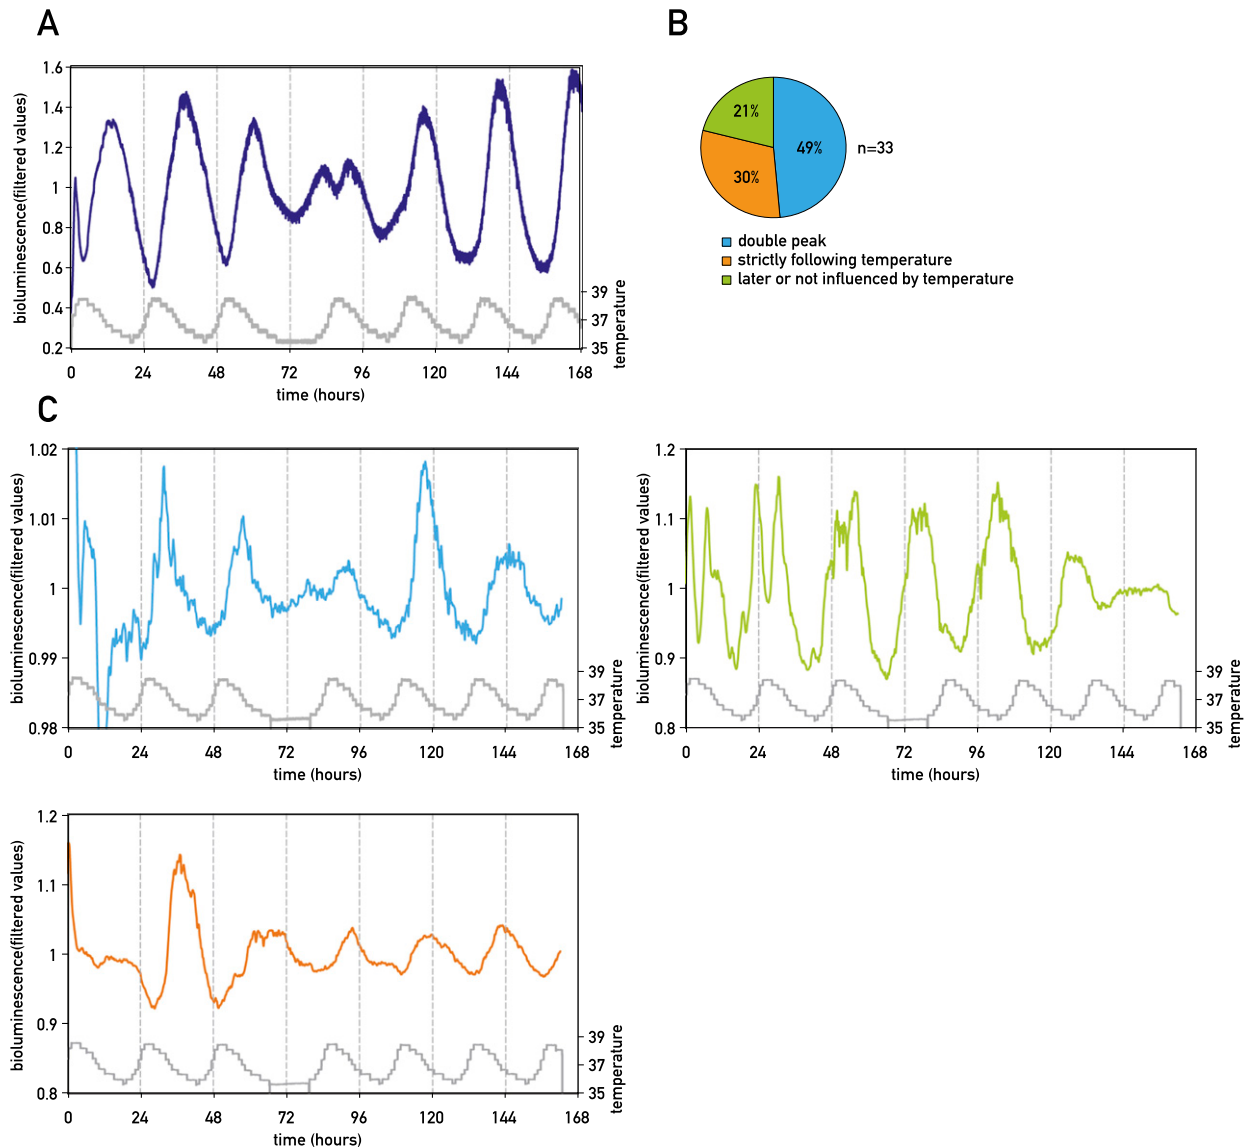 A
bioluminescence(filtered values)
1.6
1.4
1.2
1
0.8
0.6
0.4
0.2
39
37
35
temperature
0 24 48 72 96 120 144 168
time (hours)
B
21%
49%
30%
n=33
double peak
strictly following temperature
later or not influenced by temperature
C
bioluminescence(filtered values)
1.02
1.01
1
0.99
0.98
39
37
35
temperature
0 24 48 72 96 120 144 168
time (hours)
bioluminescence(filtered values)
1.2
1.1
1
0.9
0.8
39
37
35
temperature
0 24 48 72 96 120 144 168
time (hours)
bioluminescence(filtered values)
1.2
1.1
1
0.9
0.8
39
37
35
temperature
0 24 48 72 96 120 144 168
time (hours)